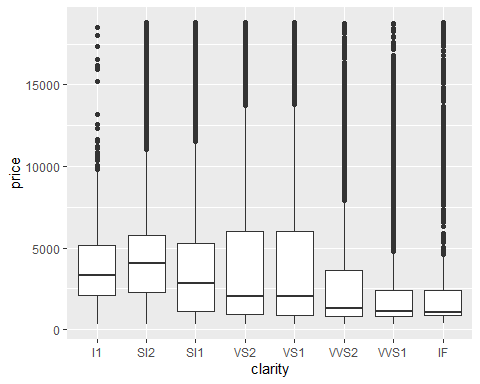 15000
10000
5000
0
price
I1 SI2 SI1 VS2 VS1 VVS2 VVS1 IF
clarity